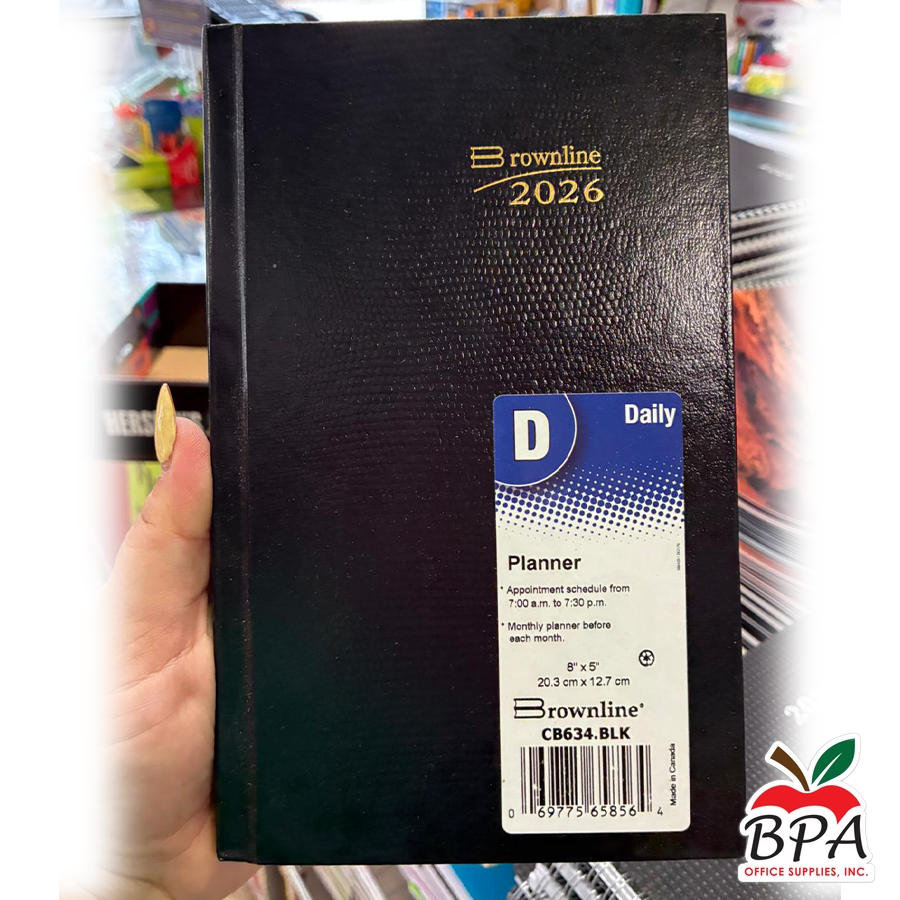 Brownline
2026
D
Daily
Planner
* Appointment schedule from
7:00 a.m. to 7:30 p.m.
* Monthly planner before
each month.
8" x 5"
20.3 cm x 12.7 cm
Brownline®
CB634.BLK
Made in Canada
0 69775 65856 4
BPA
OFFICE SUPPLIES, INC.